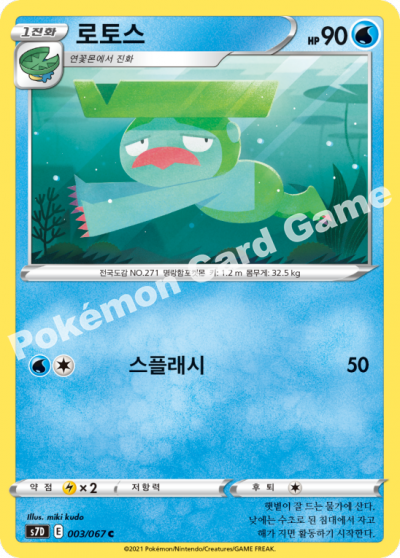 1진화
로토스
HP 90
연꽃몬에서 진화
전국도감 NO.271 명랑함포켓몬 키: 1.2 m 몸무게: 32.5 kg
Pokémon Card Game
스플래시 50
약점 ×2 저항력 후퇴
Illus. miki kudo
s7D E 003/067 C
햇볕이 잘 드는 물가에 산다.
낮에는 수초로 된 침대에서 자고
해가 지면 활동하기 시작한다.
©2021 Pokémon/Nintendo/Creatures/GAME FREAK.